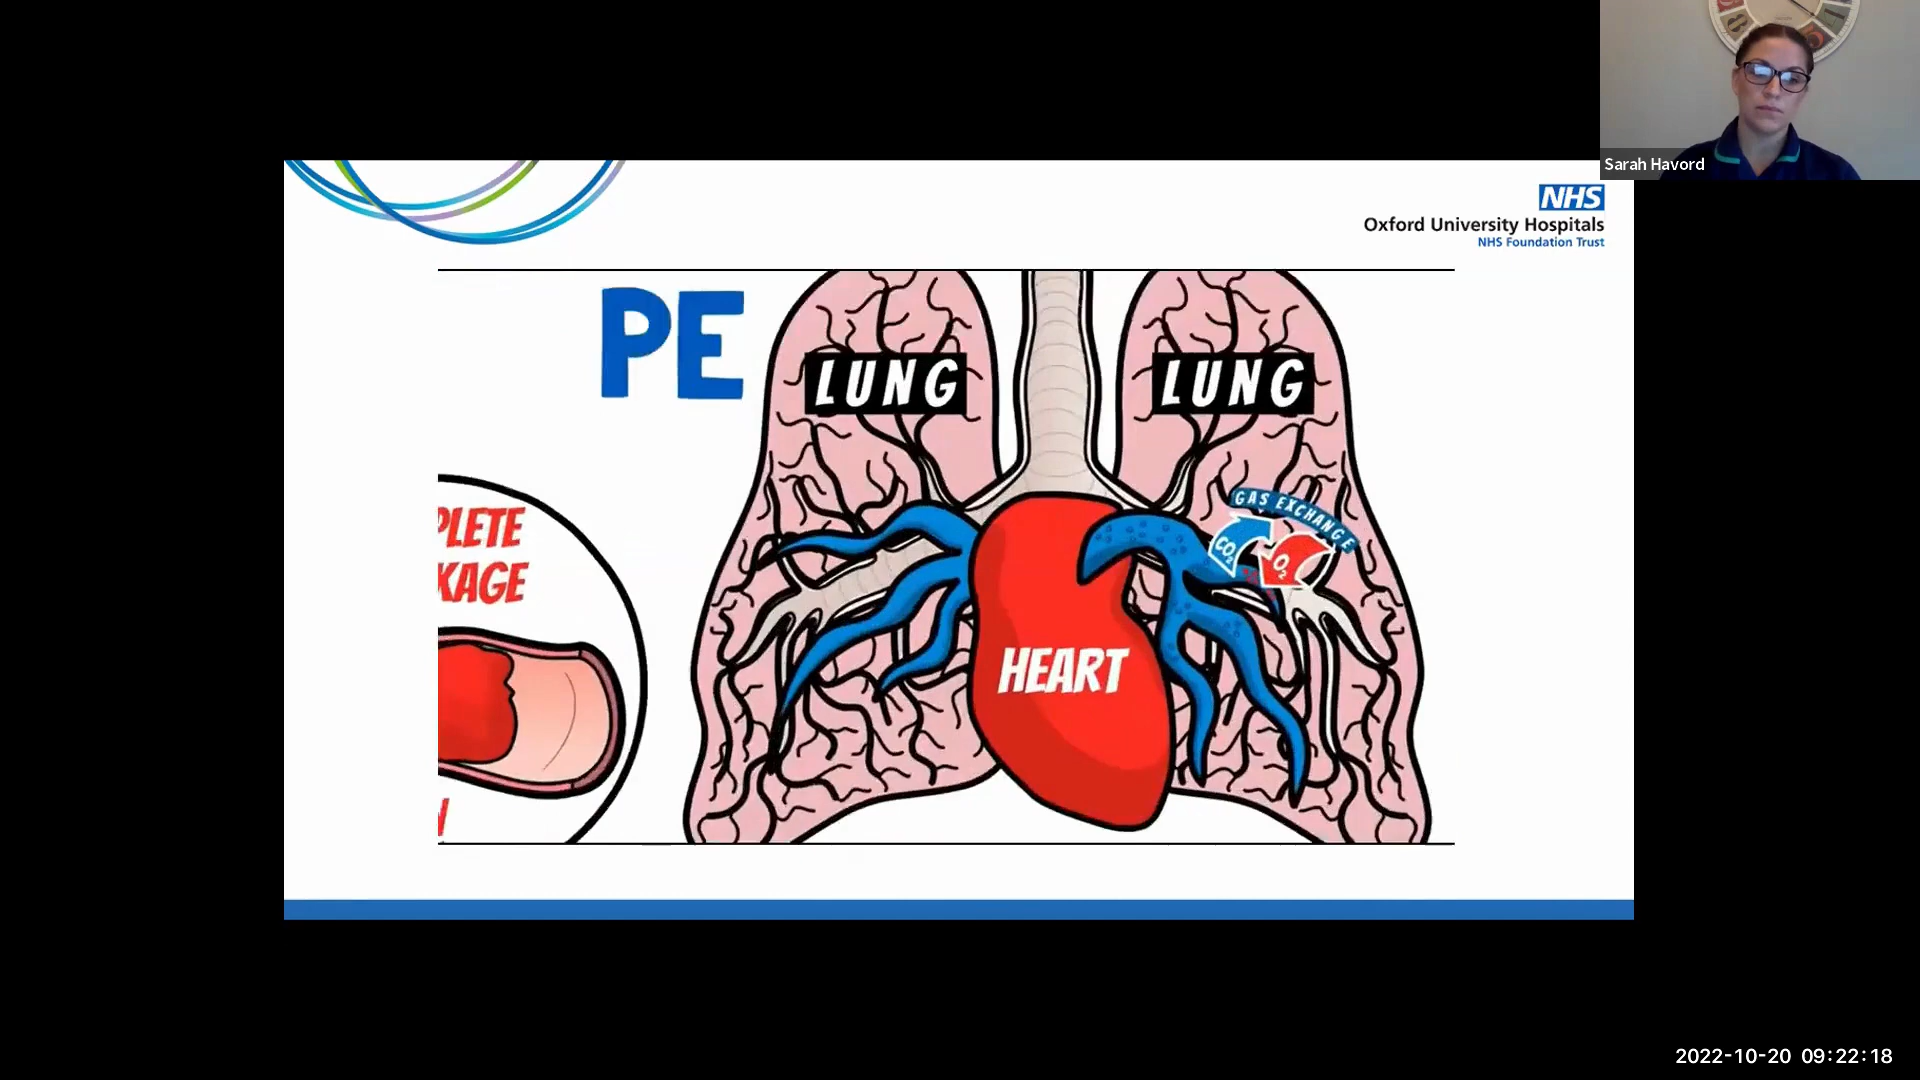 Sarah Havord
NHS
Oxford University Hospitals
NHS Foundation Trust
PE
LUNG
LUNG
GAS EXCHANGE
CO2
O2
PLETE
KAGE
HEART
2022-10-20 09:22:18